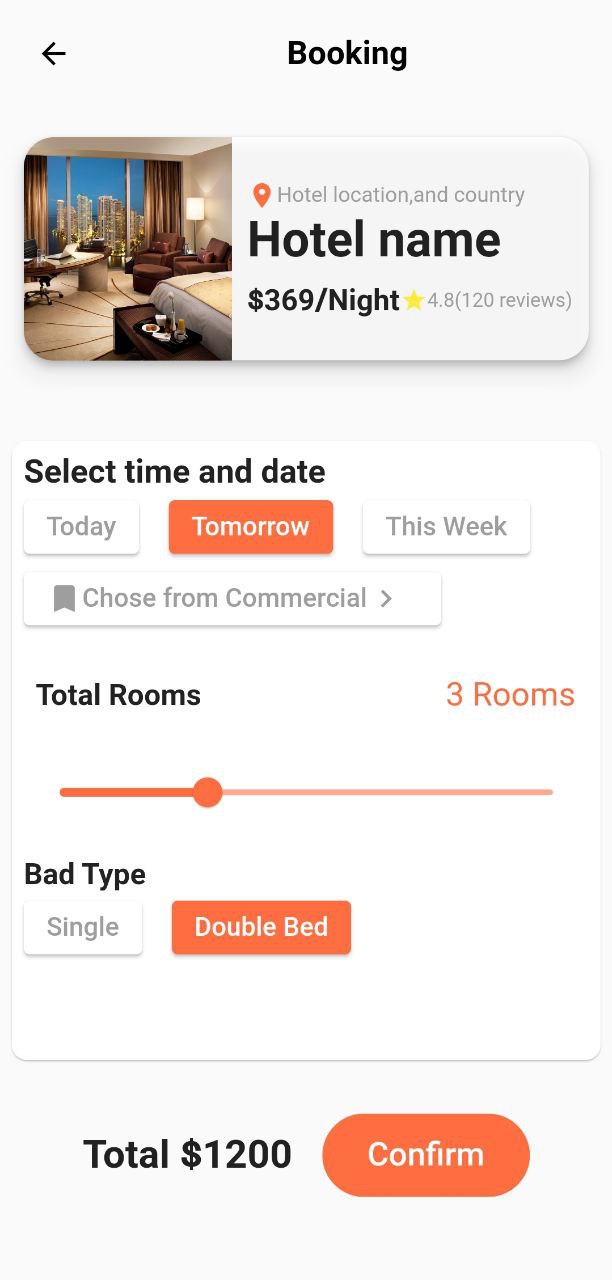 Booking
Hotel location,and country
Hotel name
$369/Night 4.8(120 reviews)
Select time and date
Today Tomorrow This Week
Chose from Commercial
Total Rooms 3 Rooms
Bad Type
Single Double Bed
Total $1200 Confirm